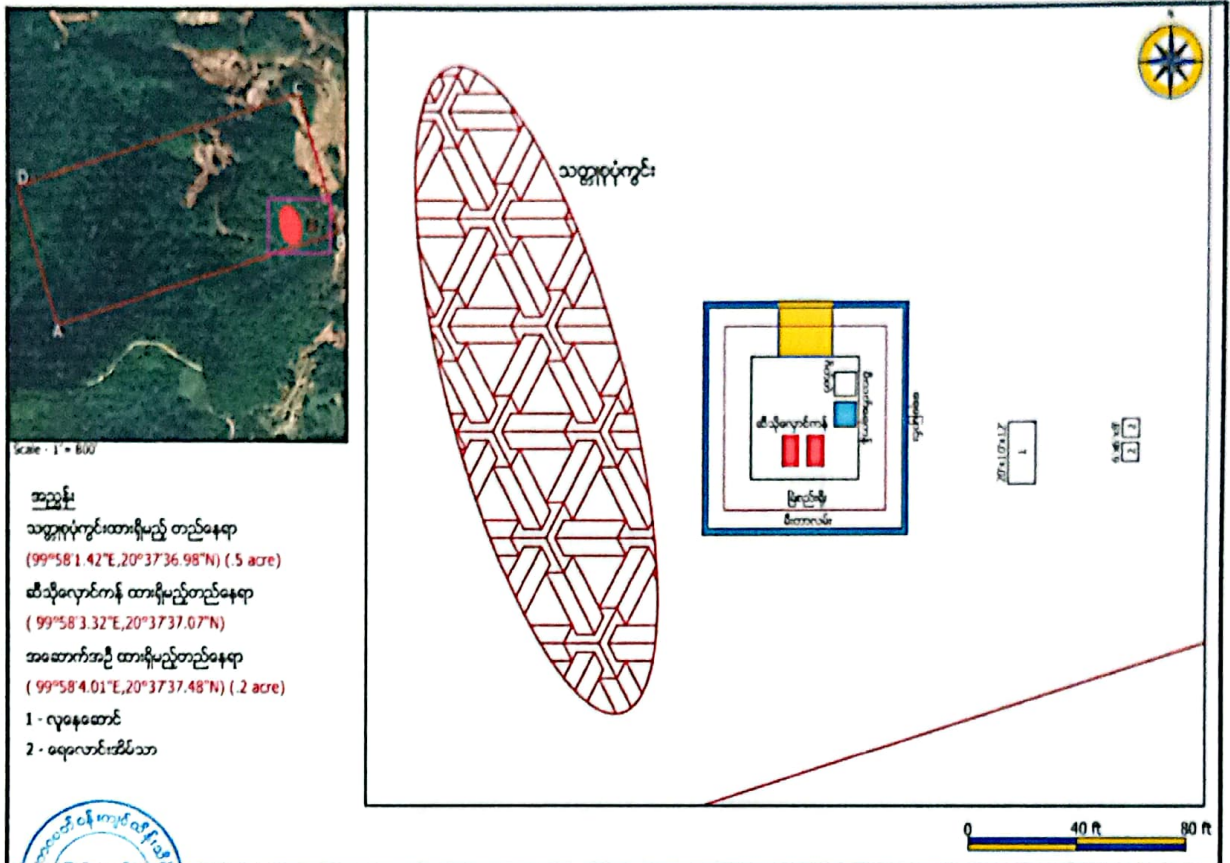 D
C
B
A
Scale - 1" = 800'
အညွှန်း
သတ္တုစုပုံကွင်းထားရှိမည့် တည်နေရာ
(99°58'1.42"E,20°37'36.98"N) (.5 acre)
ဆီသိုလှောင်ကန် ထားရှိမည့်တည်နေရာ
( 99°58'3.32"E,20°37'37.07"N)
အဆောက်အဦ ထားရှိမည့်တည်နေရာ
( 99°58'4.01"E,20°37'37.48"N) (.2 acre)
1 - လူနေဆောင်
2 - ရေလောင်းအိမ်သာ
သတ္တုစုပုံကွင်း
ဆီသိုလှောင်ကန်
မြို့စည်းရိုး
မီးတားလမ်း
20'x10'x12'
1
2
2
0
40 ft
80 ft